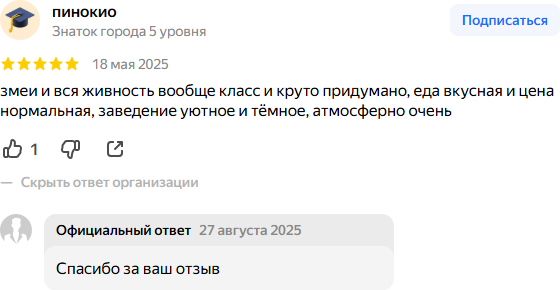 пинокио
Подписаться
Знаток города 5 уровня
18 мая 2025
змеи и вся живность вообще класс и круто придумано, еда вкусная и цена
нормальная, заведение уютное и тёмное, атмосферно очень
1
— Скрыть ответ организации
Официальный ответ 27 августа 2025
Спасибо за ваш отзыв